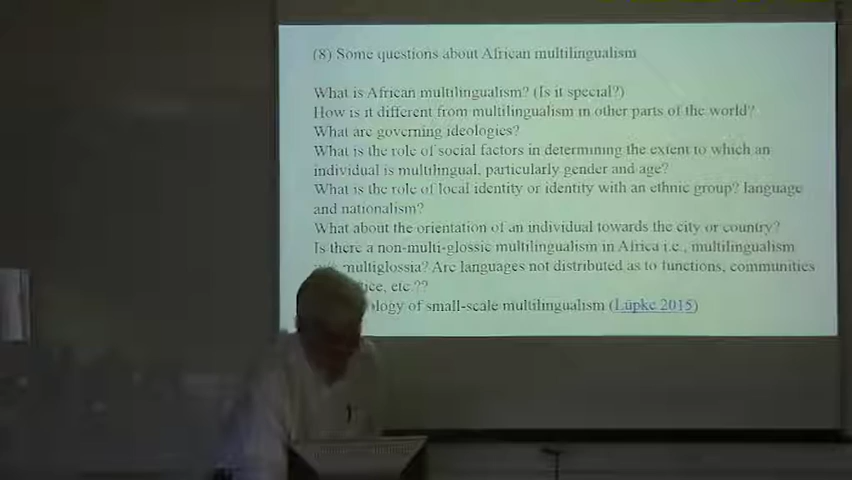 (8) Some questions about African multilingualism
What is African multilingualism? (Is it special?)
How is it different from multilingualism in other parts of the world?
What are governing ideologies?
What is the role of social factors in determining the extent to which an
individual is multilingual, particularly gender and age?
What is the role of local identity or identity with an ethnic group? language
and nationalism?
What about the orientation of an individual towards the city or country?
Is there a non-multi-glossic multilingualism in Africa i.e., multilingualism
multiglossia? Are languages not distributed as to functions, communities
etc.??
of small-scale multilingualism (Lüpke 2015)